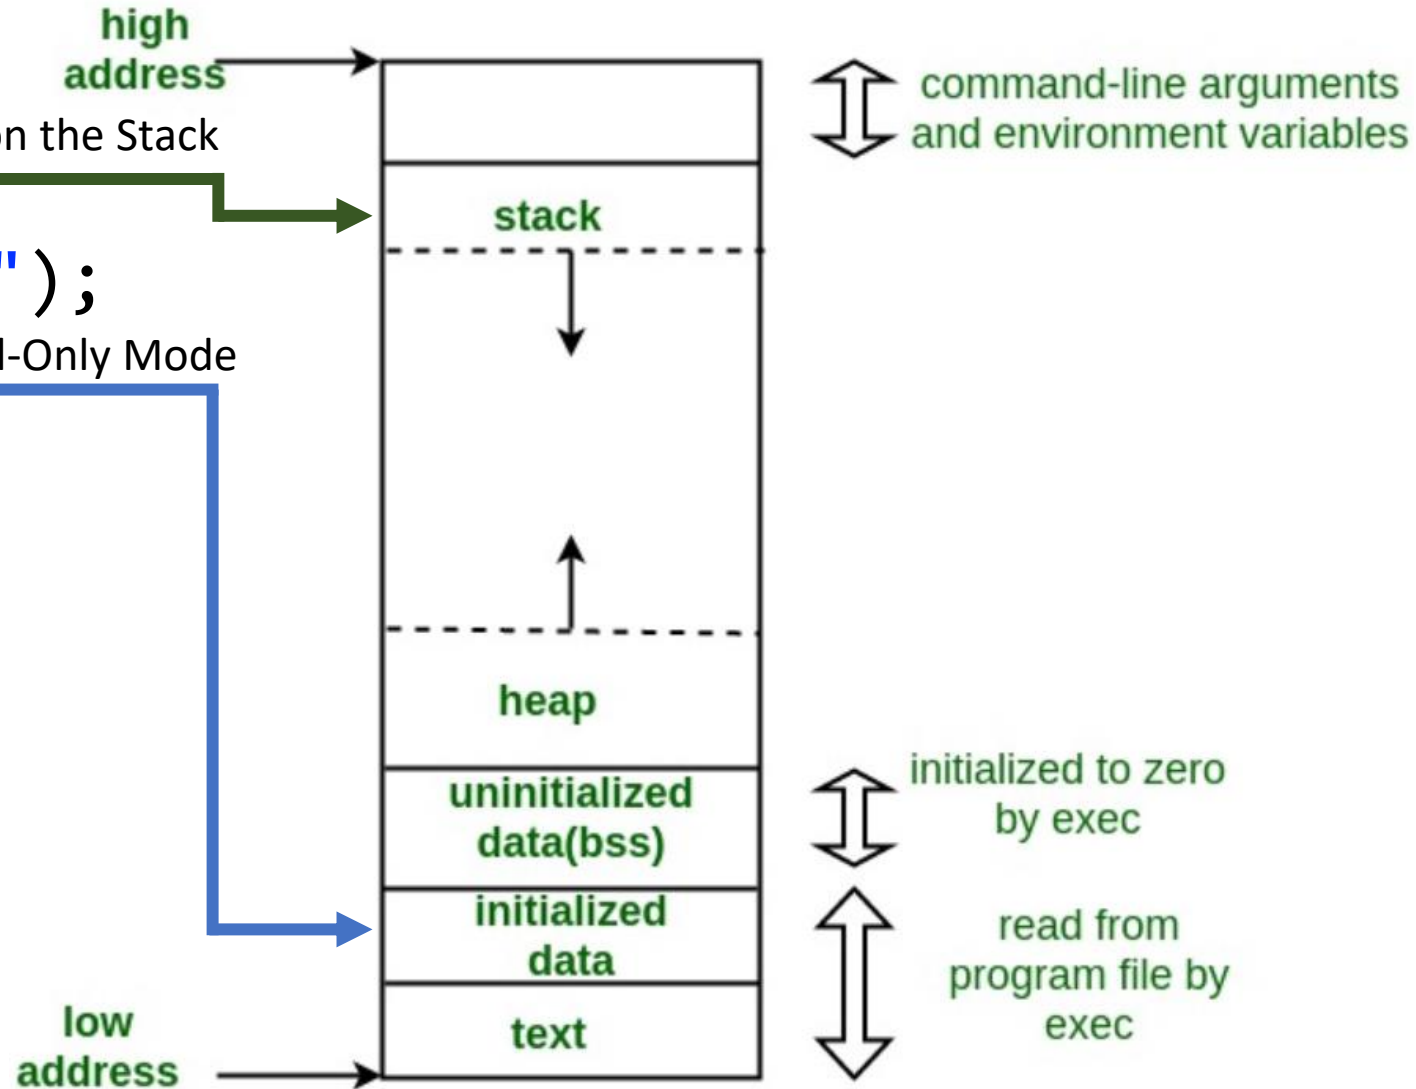 high
address
on the Stack
command-line arguments
and environment variables
stack
");
-Only Mode
heap
uninitialized
data(bss)
initialized to zero
by exec
initialized
data
read from
program file by
exec
text
low
address